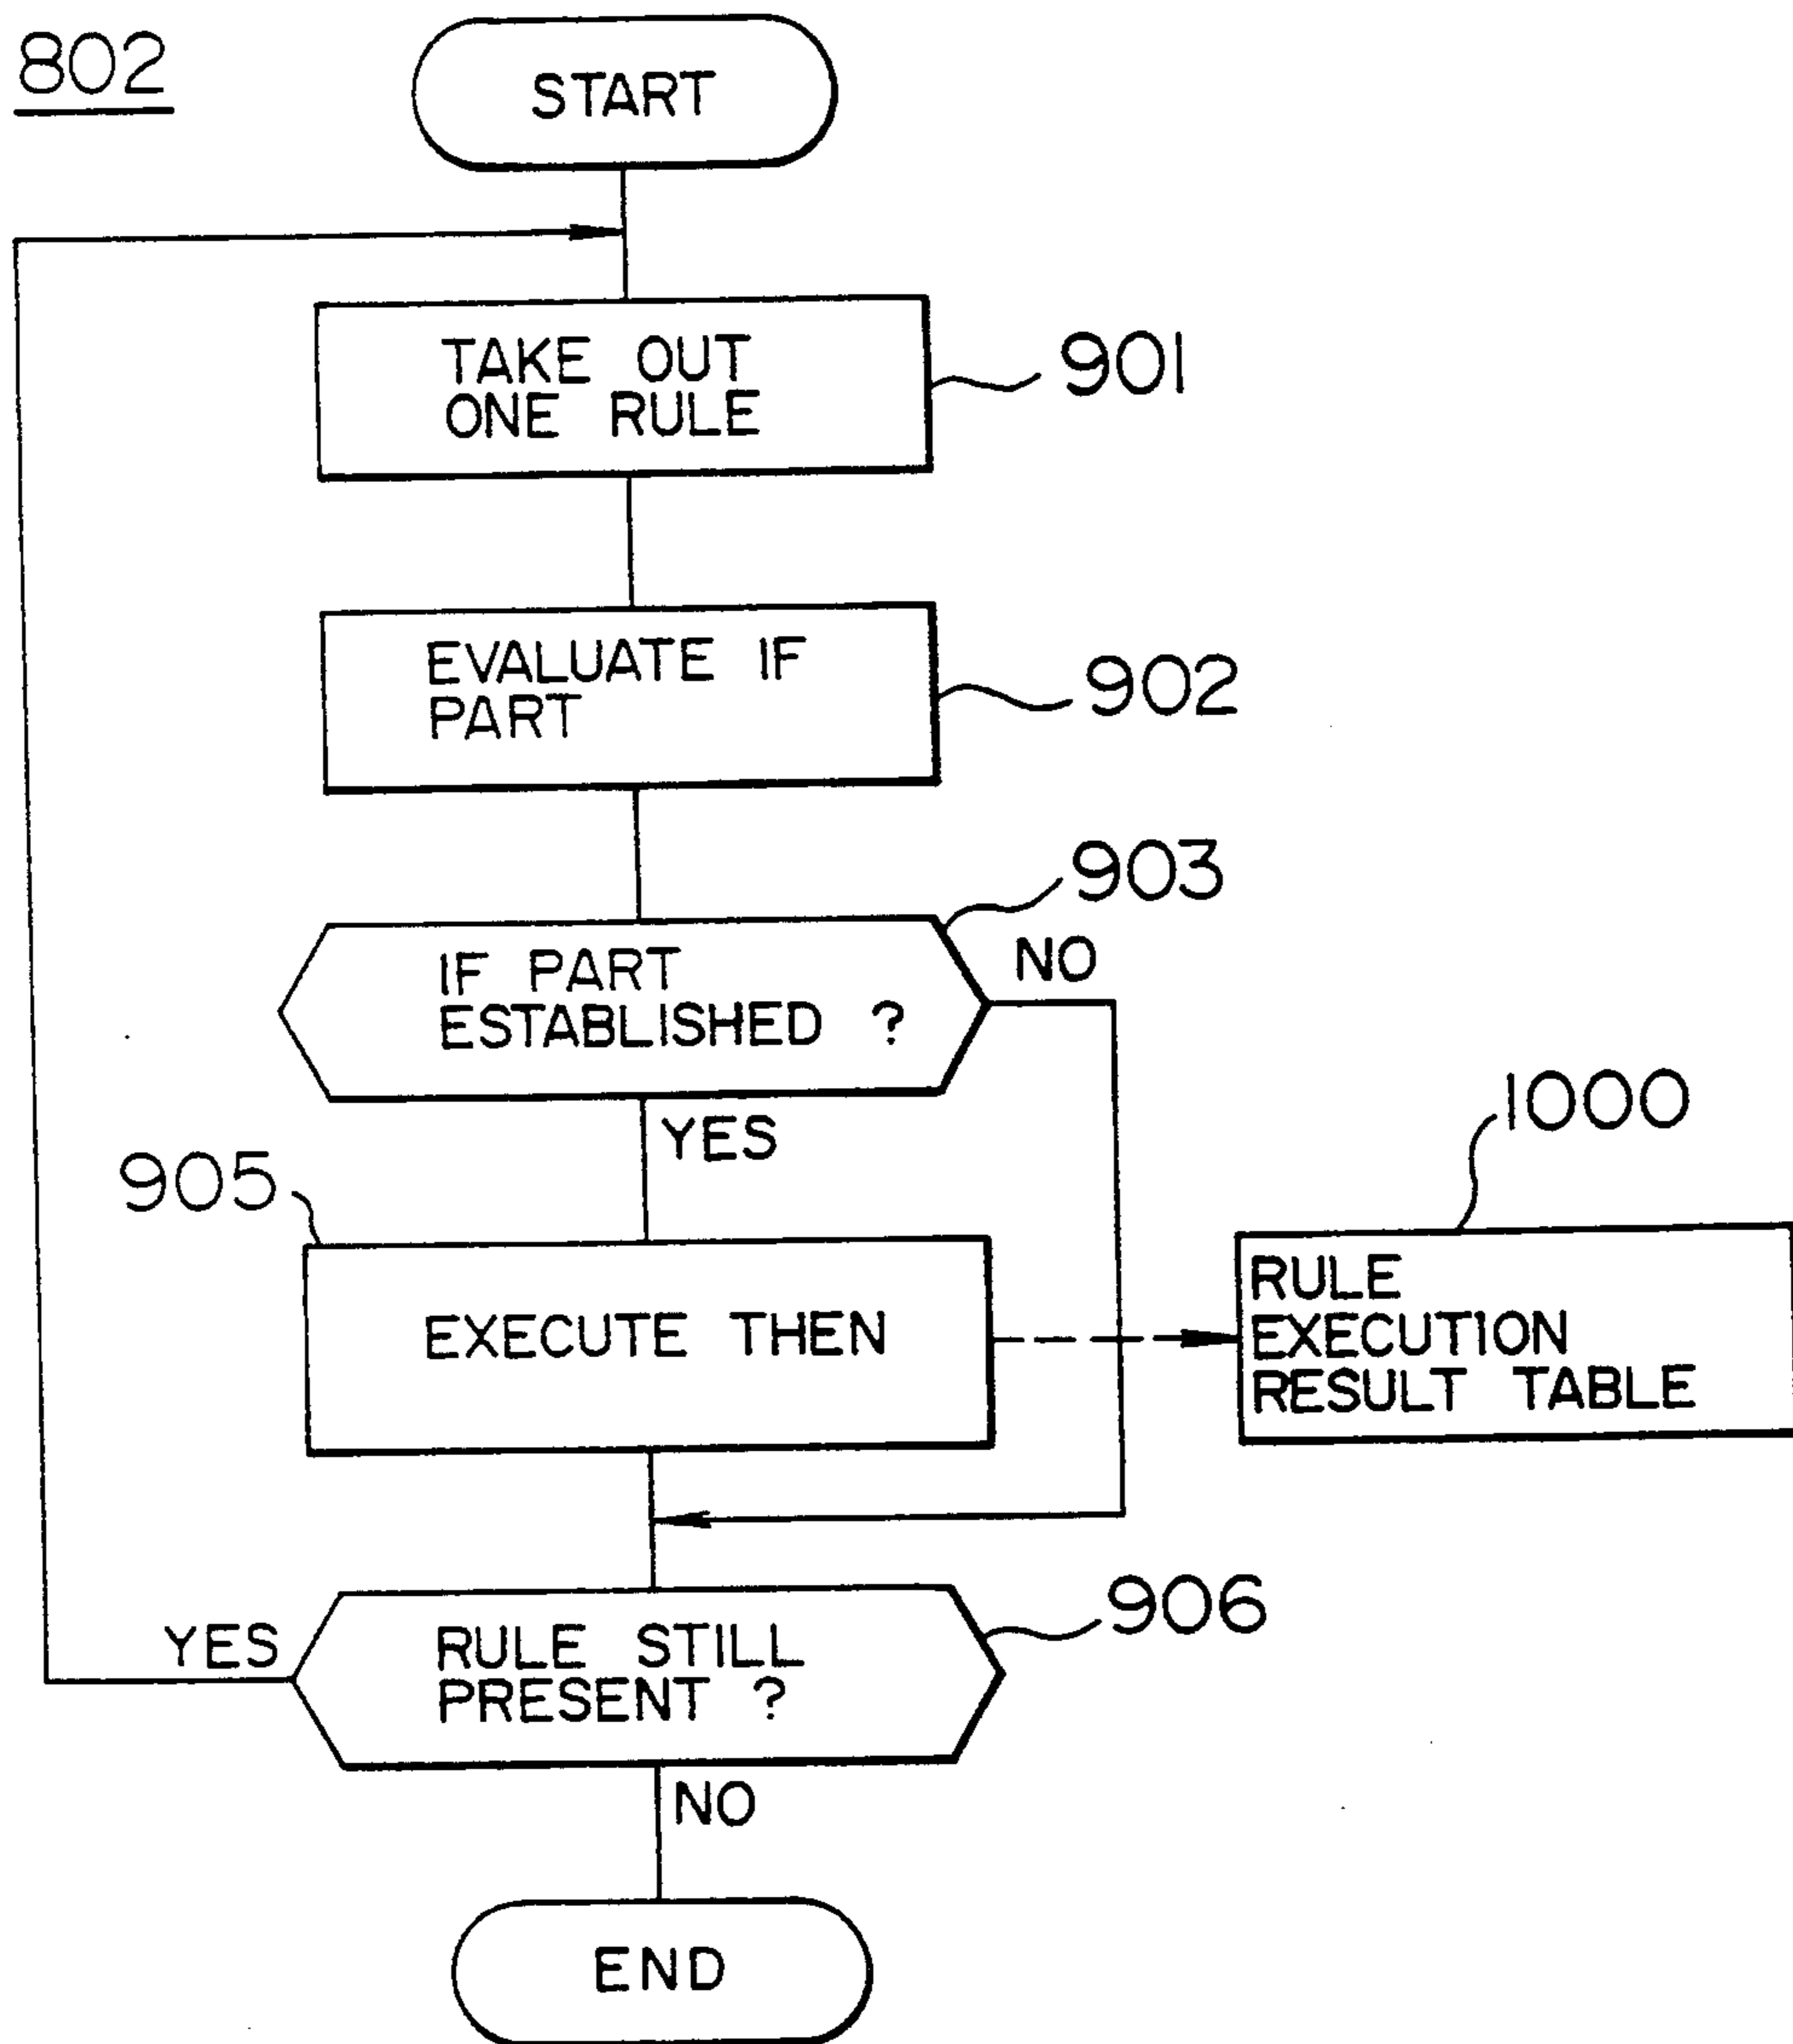 802
START
TAKE OUT
ONE RULE
901
EVALUATE IF
PART
902
903
IF PART
ESTABLISHED ?
NO
YES
905
EXECUTE THEN
1000
RULE
EXECUTION
RESULT TABLE
906
YES
RULE STILL
PRESENT ?
NO
END